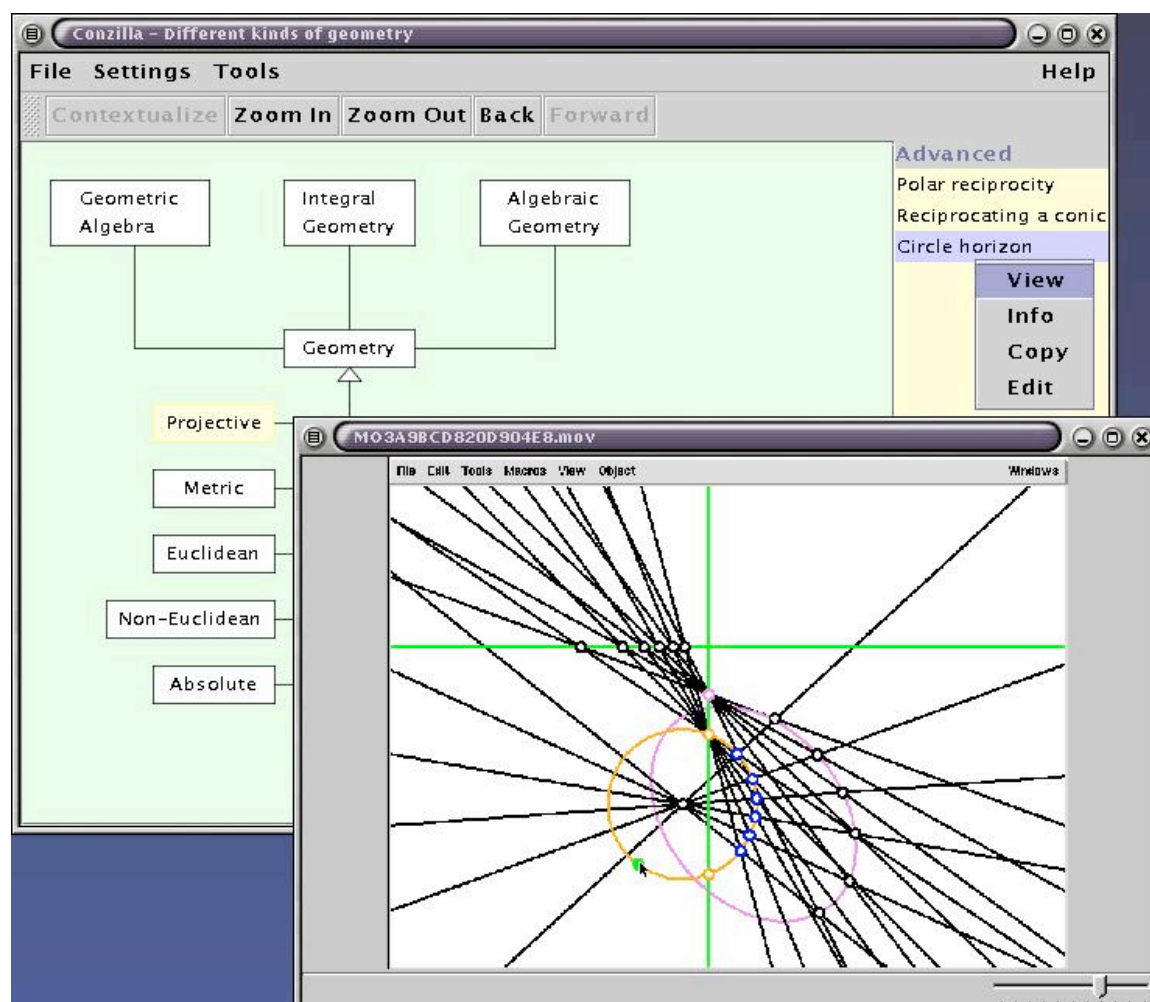 Conzilla – Different kinds of geometry
File Settings Tools Help
Contextualize Zoom In Zoom Out Back Forward
Advanced
Polar reciprocity
Reciprocating a conic
Circle horizon
View
Info
Copy
Edit
Geometric
Algebra
Integral
Geometry
Algebraic
Geometry
Geometry
Projective
Metric
Euclidean
Non-Euclidean
Absolute
MO3A9BCD820D904E8.mov
File Edit Tools Macros View Object Windows